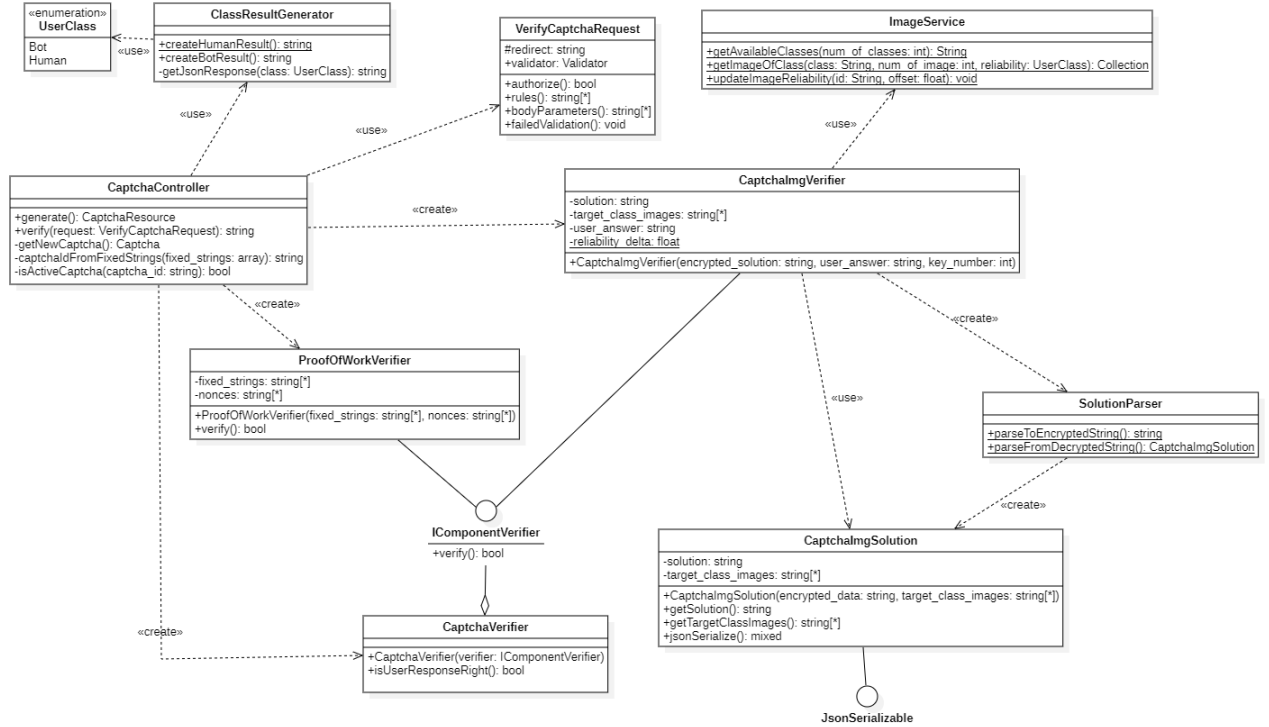 «enumeration»
UserClass
Bot
Human
«use»
ClassResultGenerator
+createHumanResult(): string
+createBotResult(): string
-getJsonResponse(class: UserClass): string
«use»
VerifyCaptchaRequest
#redirect: string
+validator: Validator
+authorize(): bool
+rules(): string[*]
+bodyParameters(): string[*]
+failedValidation(): void
«use»
ImageService
+getAvailableClasses(num_of_classes: int): String
+getImageOfClass(class: String, num_of_image: int, reliability: UserClass): Collection
+updateImageReliability(id: String, offset: float): void
«use»
CaptchaController
+generate(): CaptchaResource
+verify(request: VerifyCaptchaRequest): string
-getNewCaptcha(): Captcha
-captchaIdFromFixedStrings(fixed_strings: array): string
-isActiveCaptcha(captcha_id: string): bool
«create»
CaptchaImgVerifier
-solution: string
-target_class_images: string[*]
-user_answer: string
-reliability_delta: float
+CaptchaImgVerifier(encrypted_solution: string, user_answer: string, key_number: int)
«create»
«create»
ProofOfWorkVerifier
-fixed_strings: string[*]
-nonces: string[*]
+ProofOfWorkVerifier(fixed_strings: string[*], nonces: string[*])
+verify(): bool
«use»
SolutionParser
+parseToEncryptedString(): string
+parseFromDecryptedString(): CaptchaImgSolution
«create»
IComponentVerifier
+verify(): bool
CaptchaImgSolution
-solution: string
-target_class_images: string[*]
+CaptchaImgSolution(encrypted_data: string, target_class_images: string[*])
+getSolution(): string
+getTargetClassImages(): string[*]
+jsonSerialize(): mixed
«create»
CaptchaVerifier
+CaptchaVerifier(verifier: IComponentVerifier)
+isUserResponseRight(): bool
JsonSerializable